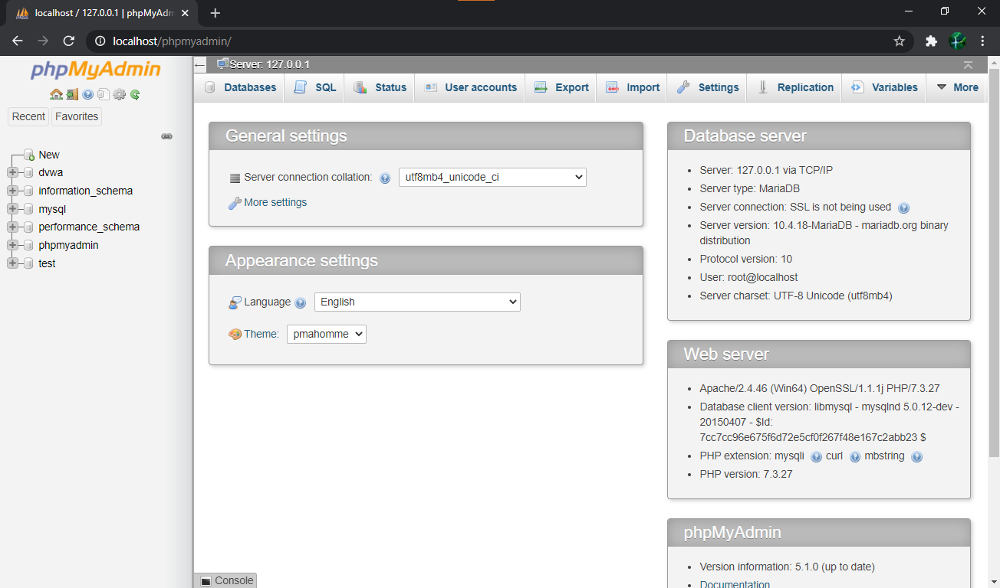 localhost / 127.0.0.1 | phpMyAdm
localhost/phpmyadmin/
phpMyAdmin
Recent
Favorites
New
dvwa
information_schema
mysql
performance_schema
phpmyadmin
test
Server: 127.0.0.1
Databases
SQL
Status
User accounts
Export
Import
Settings
Replication
Variables
More
General settings
Server connection collation:
utf8mb4_unicode_ci
More settings
Appearance settings
Language
English
Theme:
pmahomme
Database server
Server: 127.0.0.1 via TCP/IP
Server type: MariaDB
Server connection: SSL is not being used
Server version: 10.4.18-MariaDB - mariadb.org binary
distribution
Protocol version: 10
User: root@localhost
Server charset: UTF-8 Unicode (utf8mb4)
Web server
Apache/2.4.46 (Win64) OpenSSL/1.1.1j PHP/7.3.27
Database client version: libmysql - mysqlnd 5.0.12-dev -
20150407 - $Id:
7cc7cc96e675f6d72e5cf0f267f48e167c2abb23 $
PHP extension: mysqli curl mbstring
PHP version: 7.3.27
phpMyAdmin
Version information: 5.1.0 (up to date)
Documentation
Console